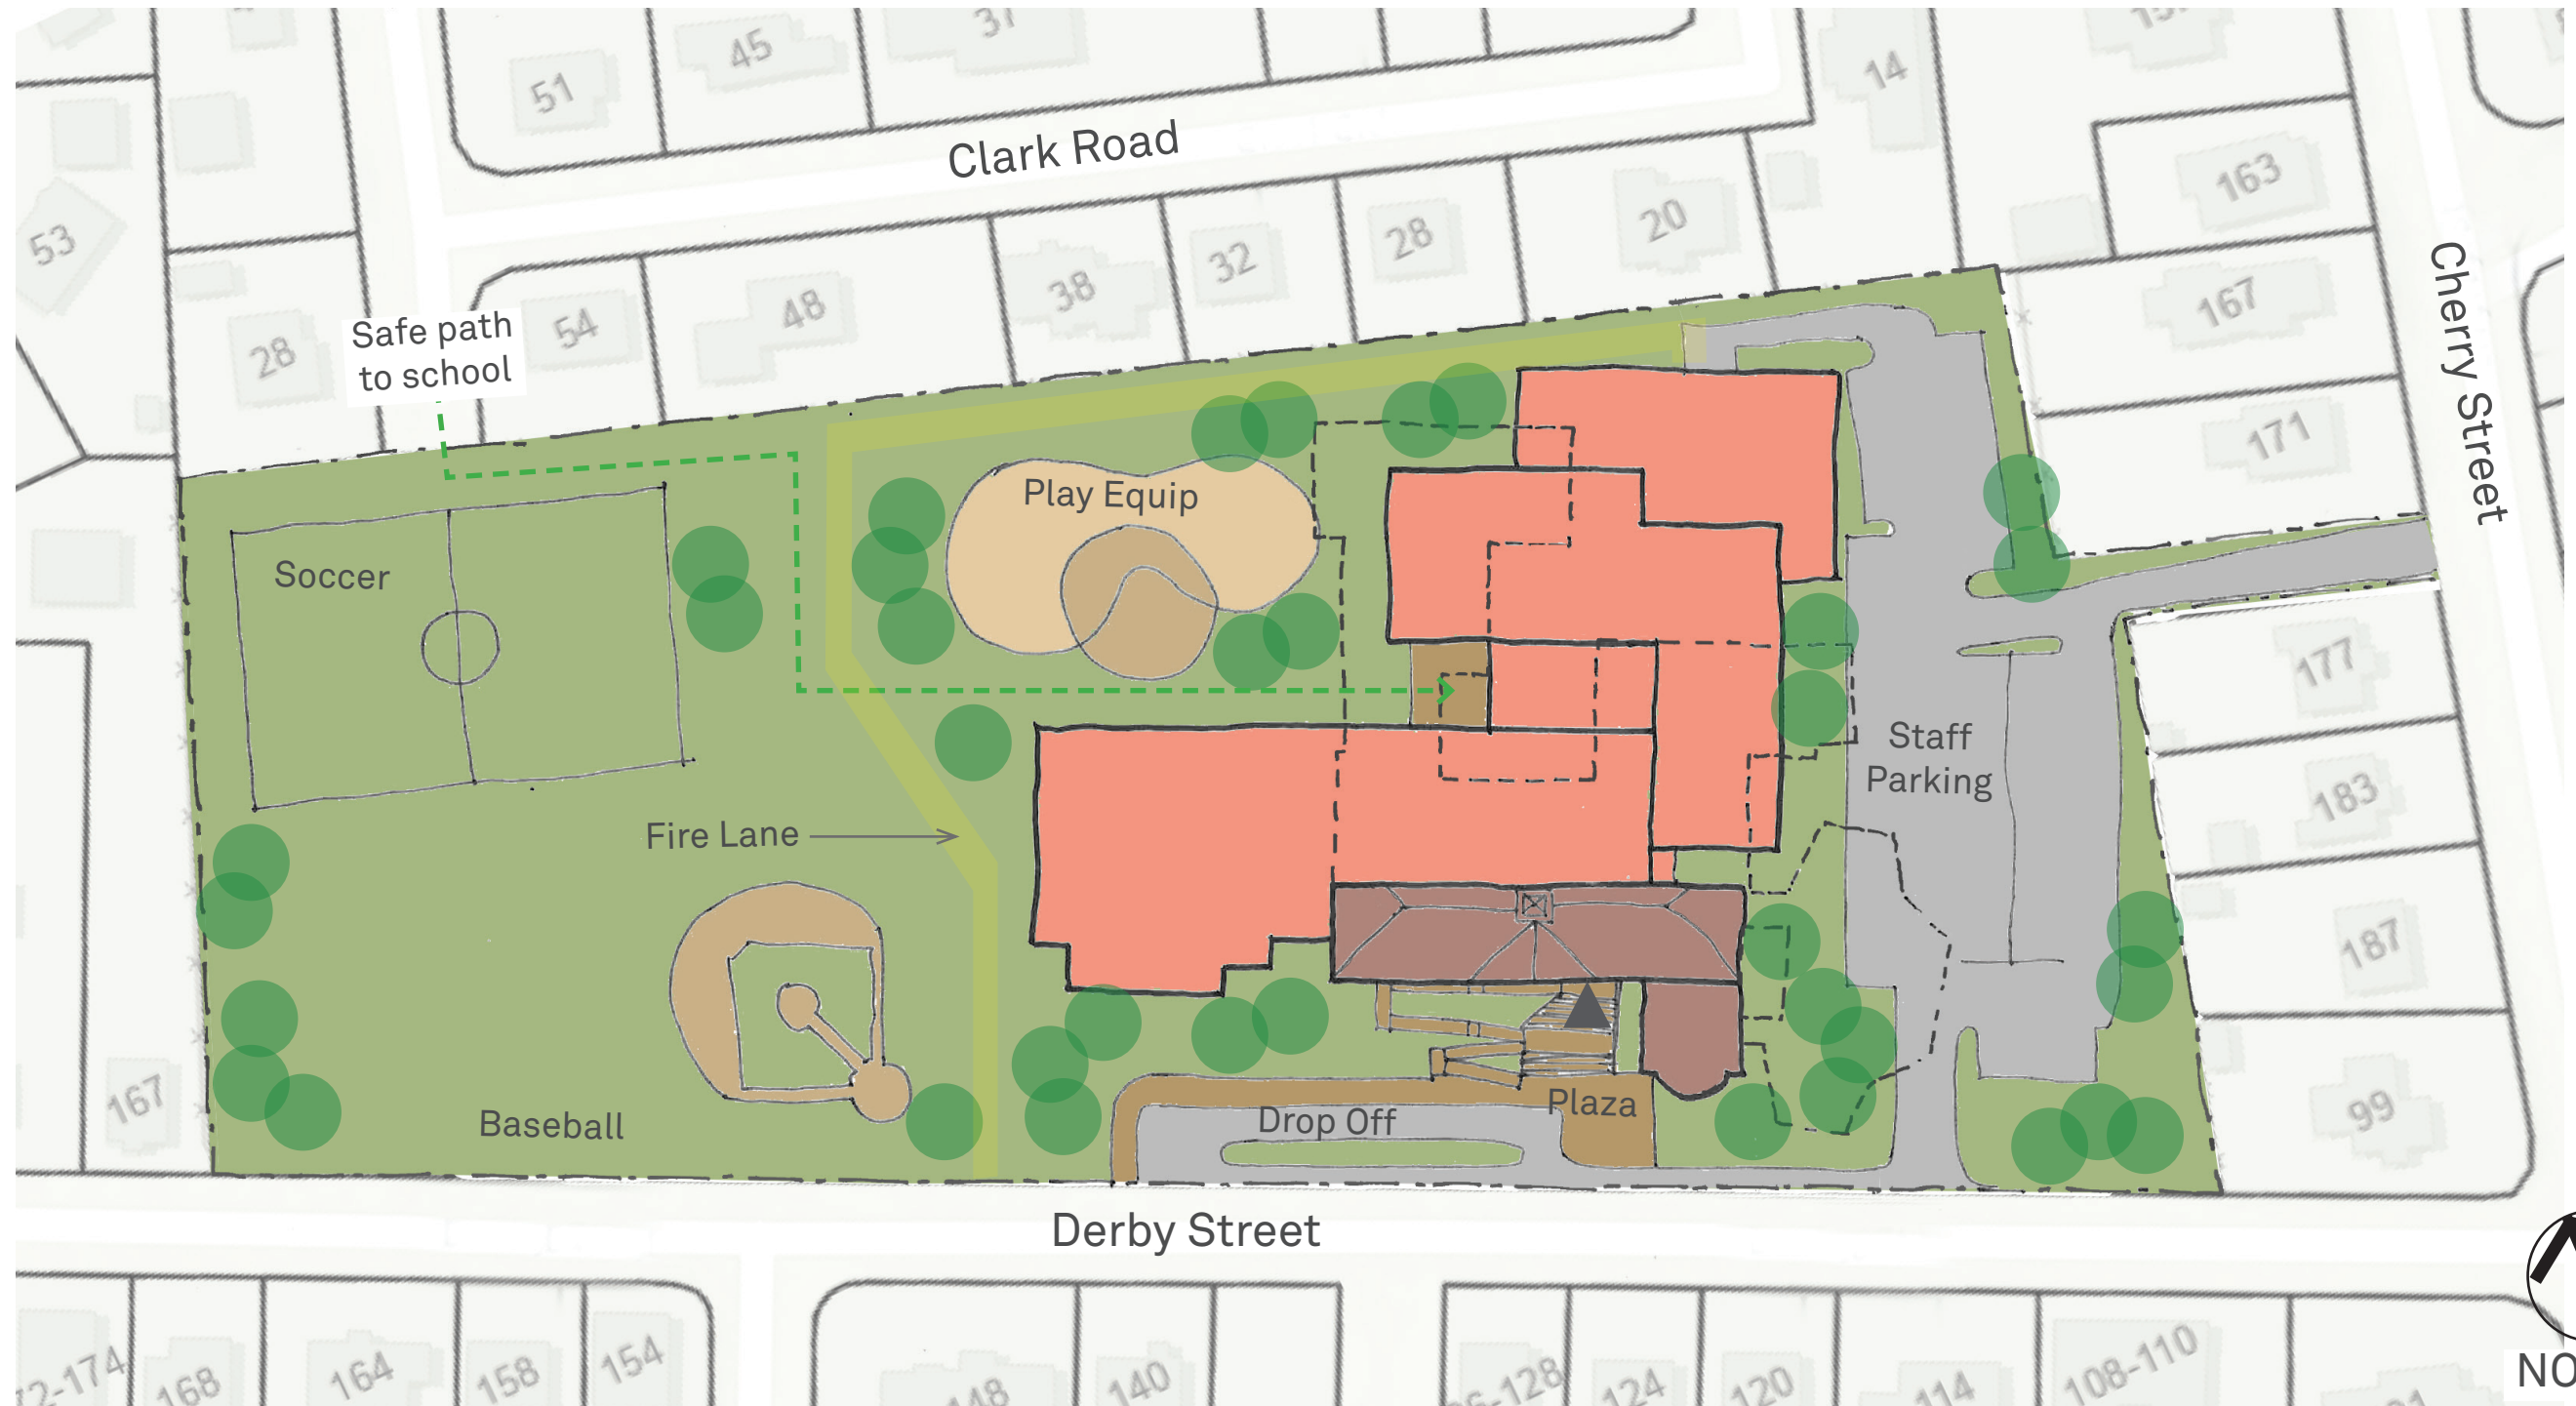 51
45
37
14
Clark Road
163
53
20
28
32
38
48
54
28
167
Cherry Street
Safe path
to school
171
Play Equip
Soccer
177
Staff
Parking
183
Fire Lane
187
167
Baseball
Drop Off
Plaza
99
Derby Street
168
164
158
154
140
124
120
114
108-110